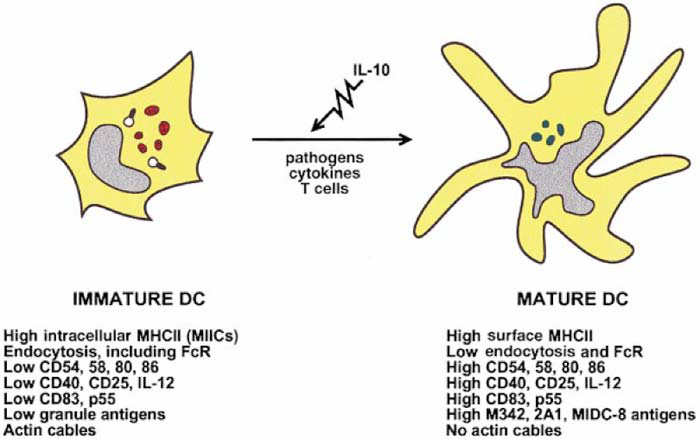 IL-10
pathogens
cytokines
T cells
IMMATURE DC
High intracellular MHCII (MIICs)
Endocytosis, including FcR
Low CD54, 58, 80, 86
Low CD40, CD25, IL-12
Low CD83, p55
Low granule antigens
Actin cables
MATURE DC
High surface MHCII
Low endocytosis and FcR
High CD54, 58, 80, 86
High CD40, CD25, IL-12
High CD83, p55
High M342, 2A1, MIDC-8 antigens
No actin cables